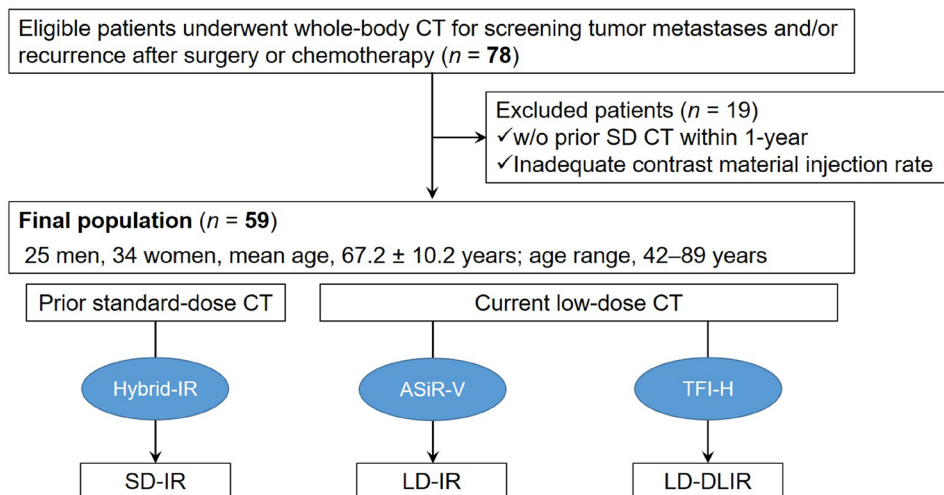 Eligible patients underwent whole-body CT for screening tumor metastases and/or
recurrence after surgery or chemotherapy (n = 78)
Excluded patients (n = 19)
✓w/o prior SD CT within 1-year
✓Inadequate contrast material injection rate
Final population (n = 59)
25 men, 34 women, mean age, 67.2 ± 10.2 years; age range, 42–89 years
Prior standard-dose CT
Current low-dose CT
Hybrid-IR
ASiR-V
TFI-H
SD-IR
LD-IR
LD-DLIR